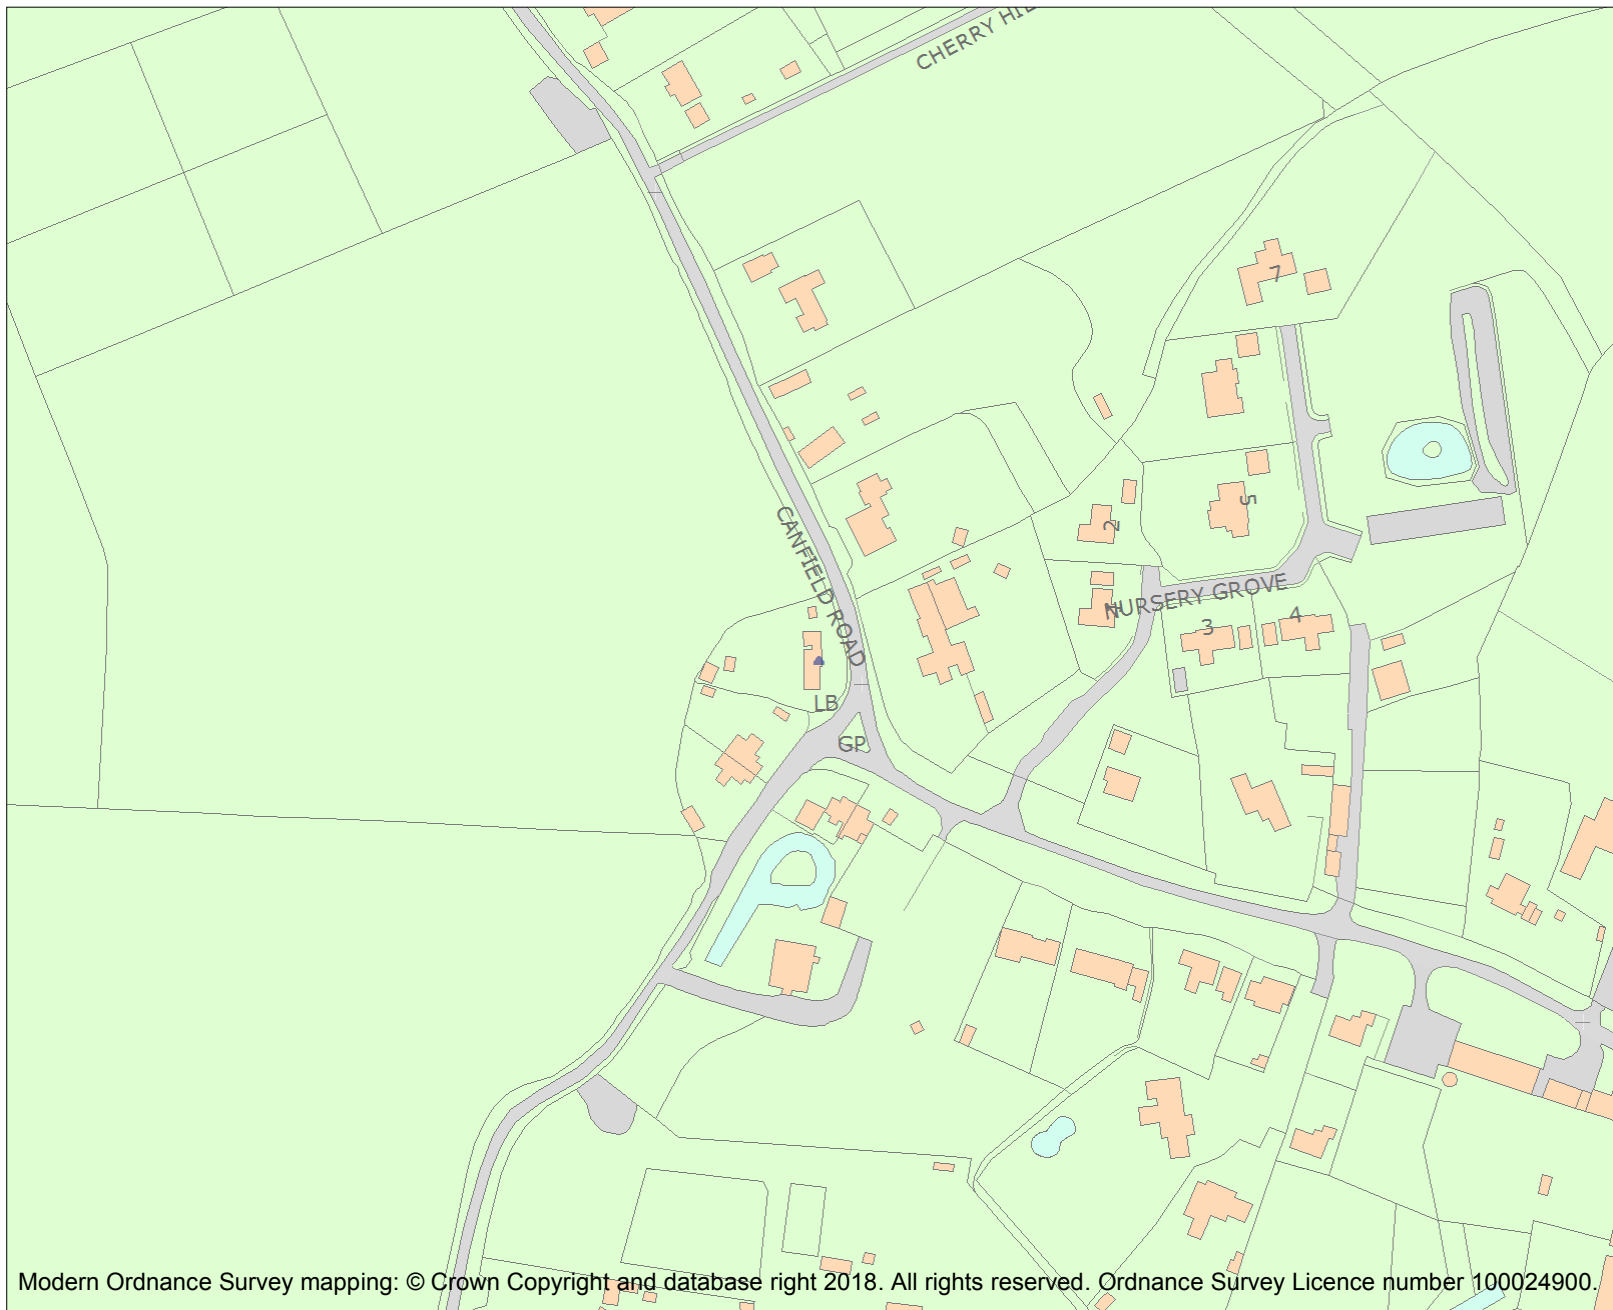 CHERRY HIL
7
CANFIELD ROAD
5
2
NURSERY GROVE
3
4
LB
GP
Modern Ordnance Survey mapping: © Crown Copyright and database right 2018. All rights reserved. Ordnance Survey Licence number 100024900.